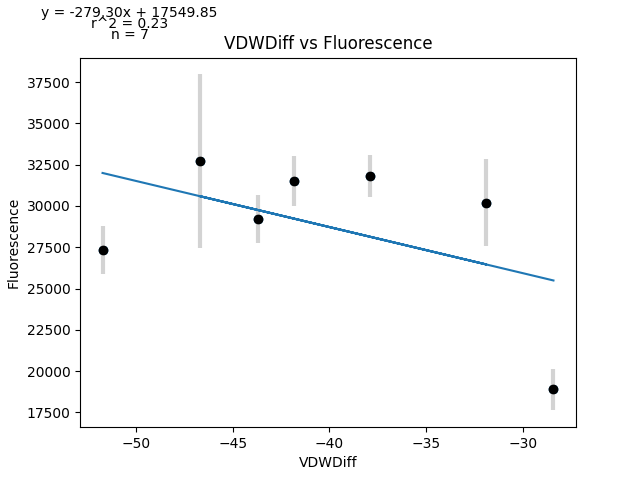 y = -279.30x + 17549.85
r^2 = 0.23
n = 7
VDWDiff vs Fluorescence
37500
35000
32500
30000
27500
25000
22500
20000
17500
Fluorescence
−50
−45
−40
−35
−30
VDWDiff